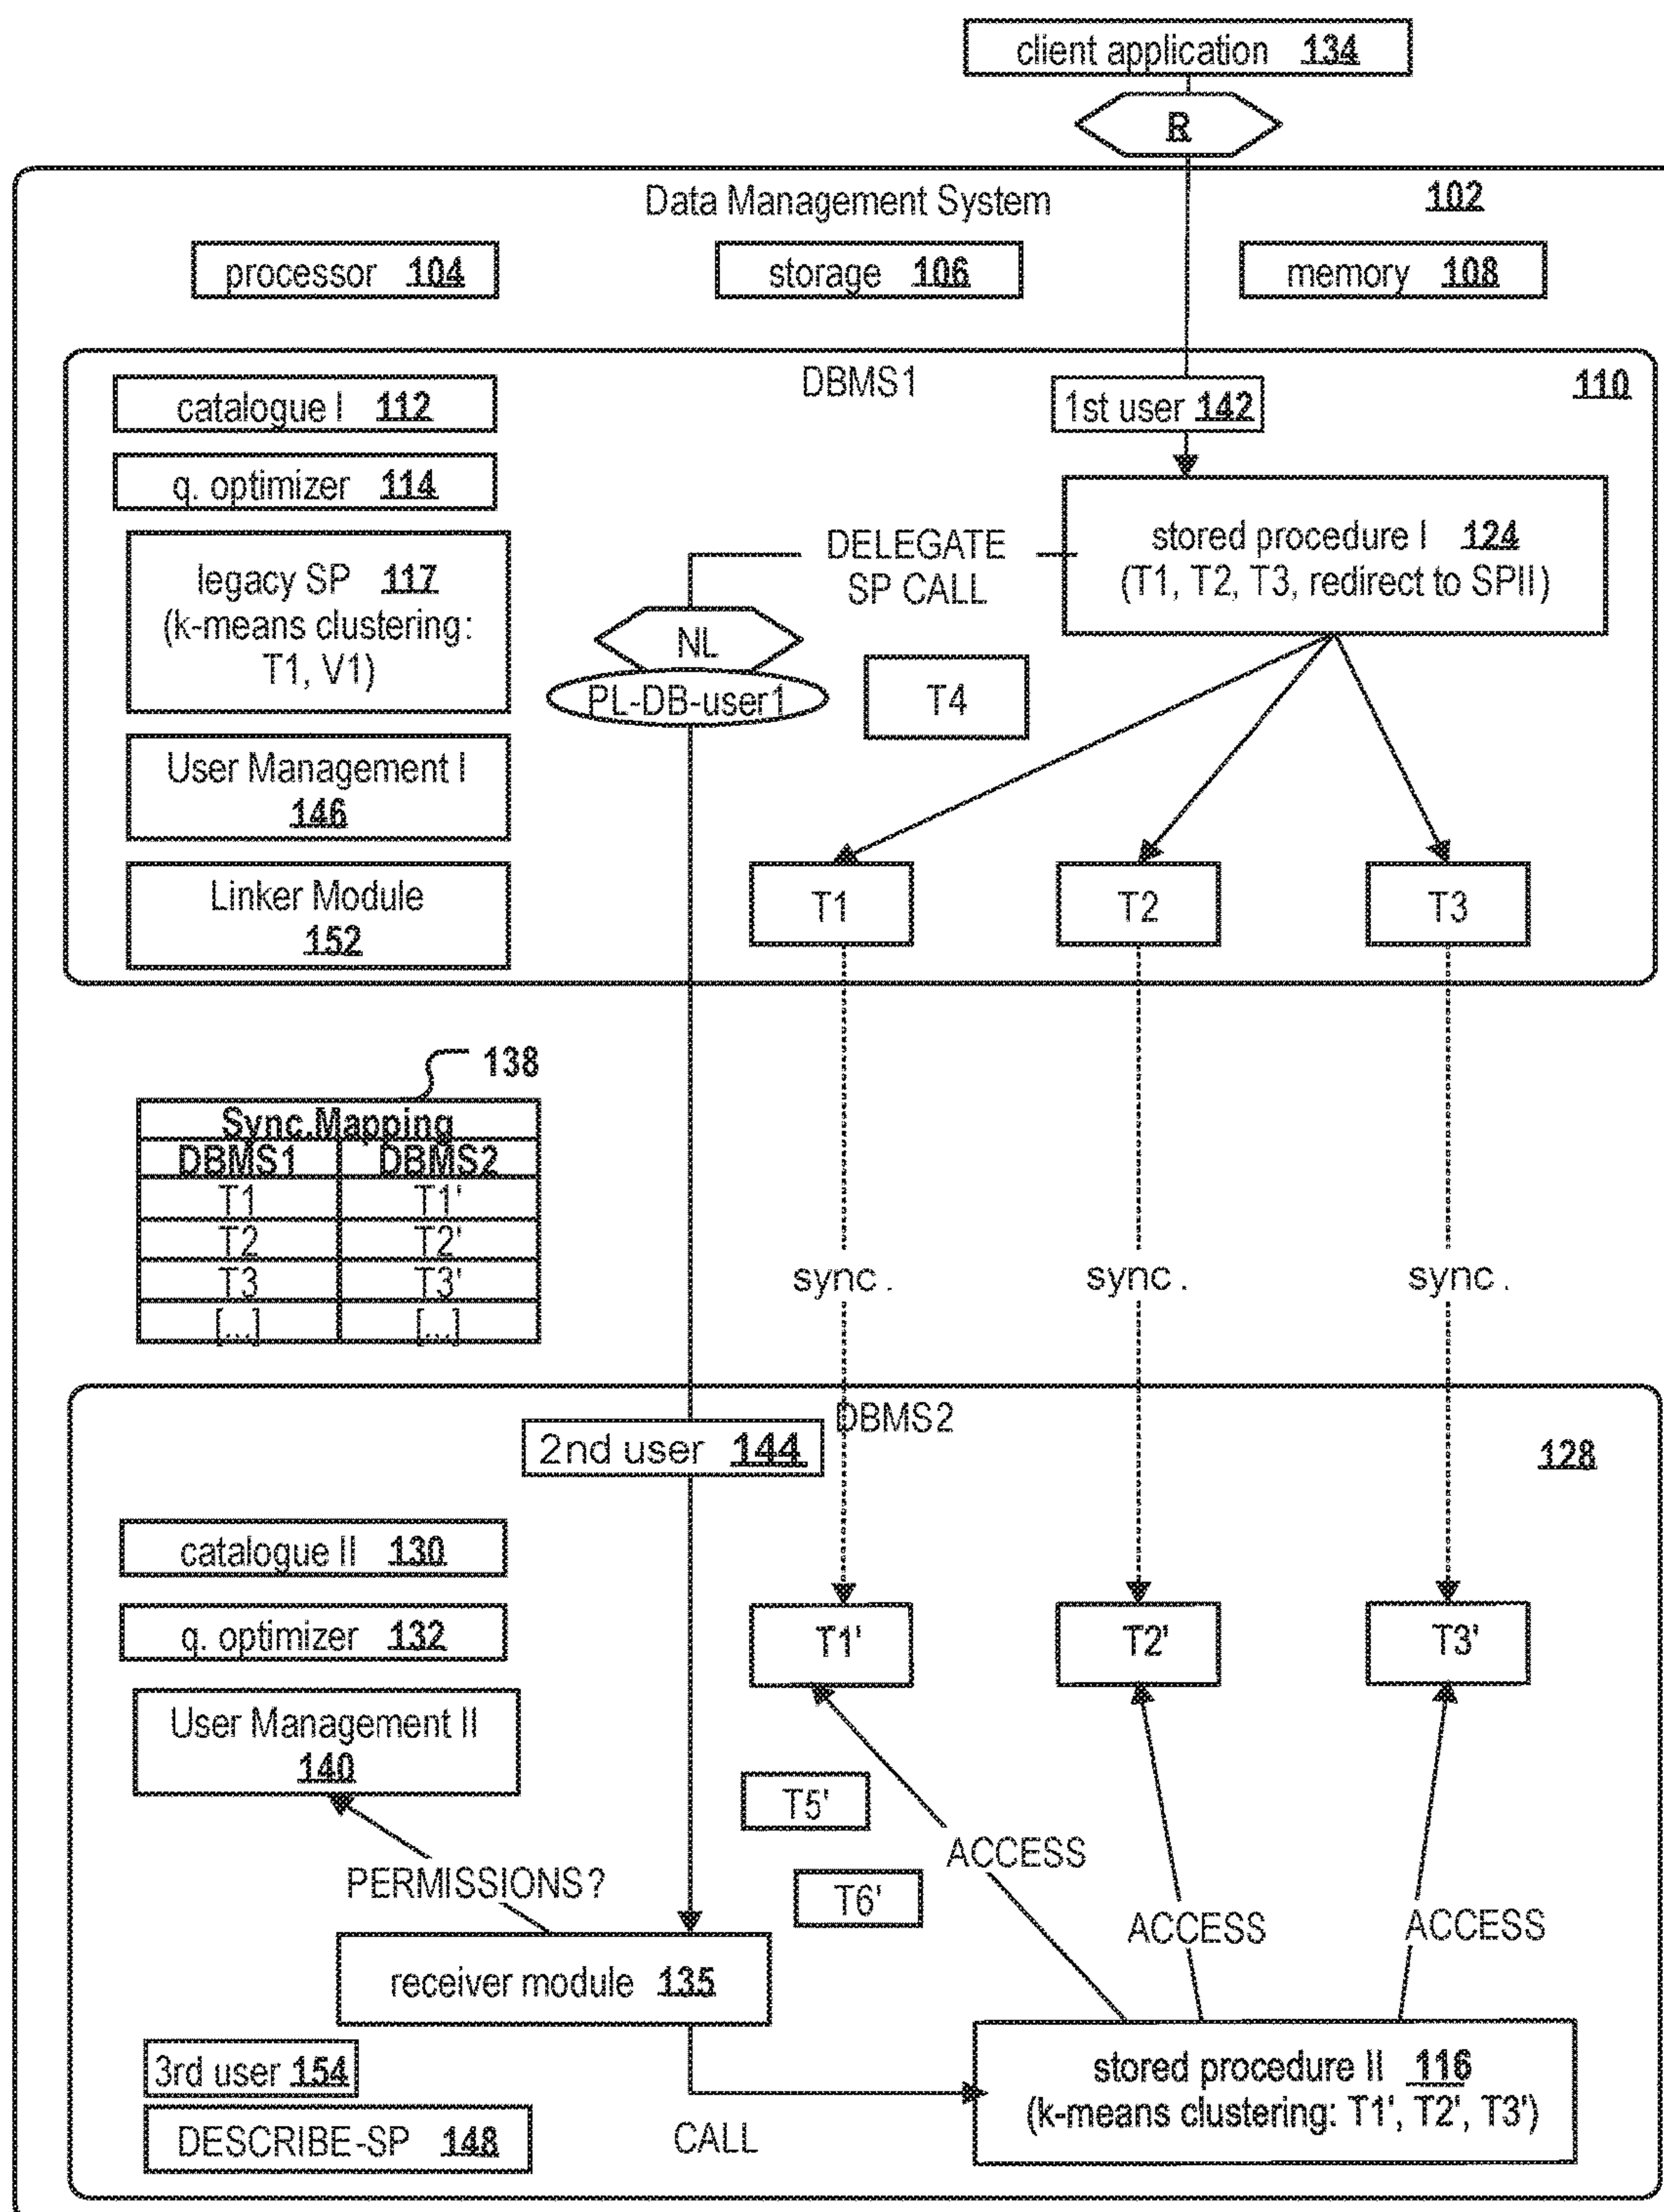 client application 134
R
Data Management System 102
processor 104
storage 106
memory 108
DBMS1
110
catalogue I 112
1st user 142
q. optimizer 114
stored procedure I 124
(T1, T2, T3, redirect to SPII)
DELEGATE
SP CALL
legacy SP 117
(k-means clustering:
T1, V1)
NL
PL-DB-user1
T4
User Management I
146
Linker Module
152
T1
T2
T3
138
Sync.Mapping
DBMS1 DBMS2
T1 T1'
T2 T2'
T3 T3'
[...] [...]
sync.
sync.
sync.
DBMS2
2nd user 144
128
catalogue II 130
q. optimizer 132
T1'
T2'
T3'
User Management II
140
T5'
ACCESS
PERMISSIONS?
T6'
ACCESS
ACCESS
receiver module 135
3rd user 154
stored procedure II 116
(k-means clustering: T1', T2', T3')
DESCRIBE-SP 148
CALL